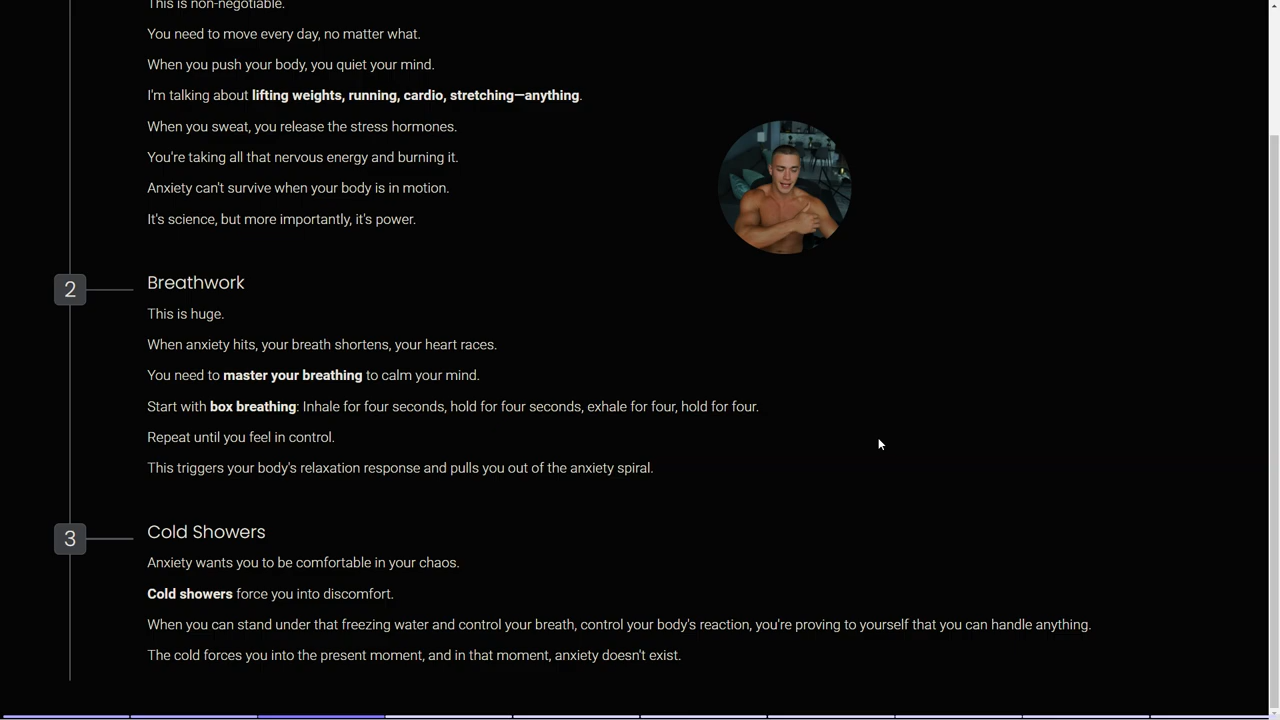 This is non-negotiable.
You need to move every day, no matter what.
When you push your body, you quiet your mind.
I'm talking about lifting weights, running, cardio, stretching—anything.
When you sweat, you release the stress hormones.
You're taking all that nervous energy and burning it.
Anxiety can't survive when your body is in motion.
It's science, but more importantly, it's power.
2
Breathwork
This is huge.
When anxiety hits, your breath shortens, your heart races.
You need to master your breathing to calm your mind.
Start with box breathing: Inhale for four seconds, hold for four seconds, exhale for four, hold for four.
Repeat until you feel in control.
This triggers your body's relaxation response and pulls you out of the anxiety spiral.
3
Cold Showers
Anxiety wants you to be comfortable in your chaos.
Cold showers force you into discomfort.
When you can stand under that freezing water and control your breath, control your body's reaction, you're proving to yourself that you can handle anything.
The cold forces you into the present moment, and in that moment, anxiety doesn't exist.